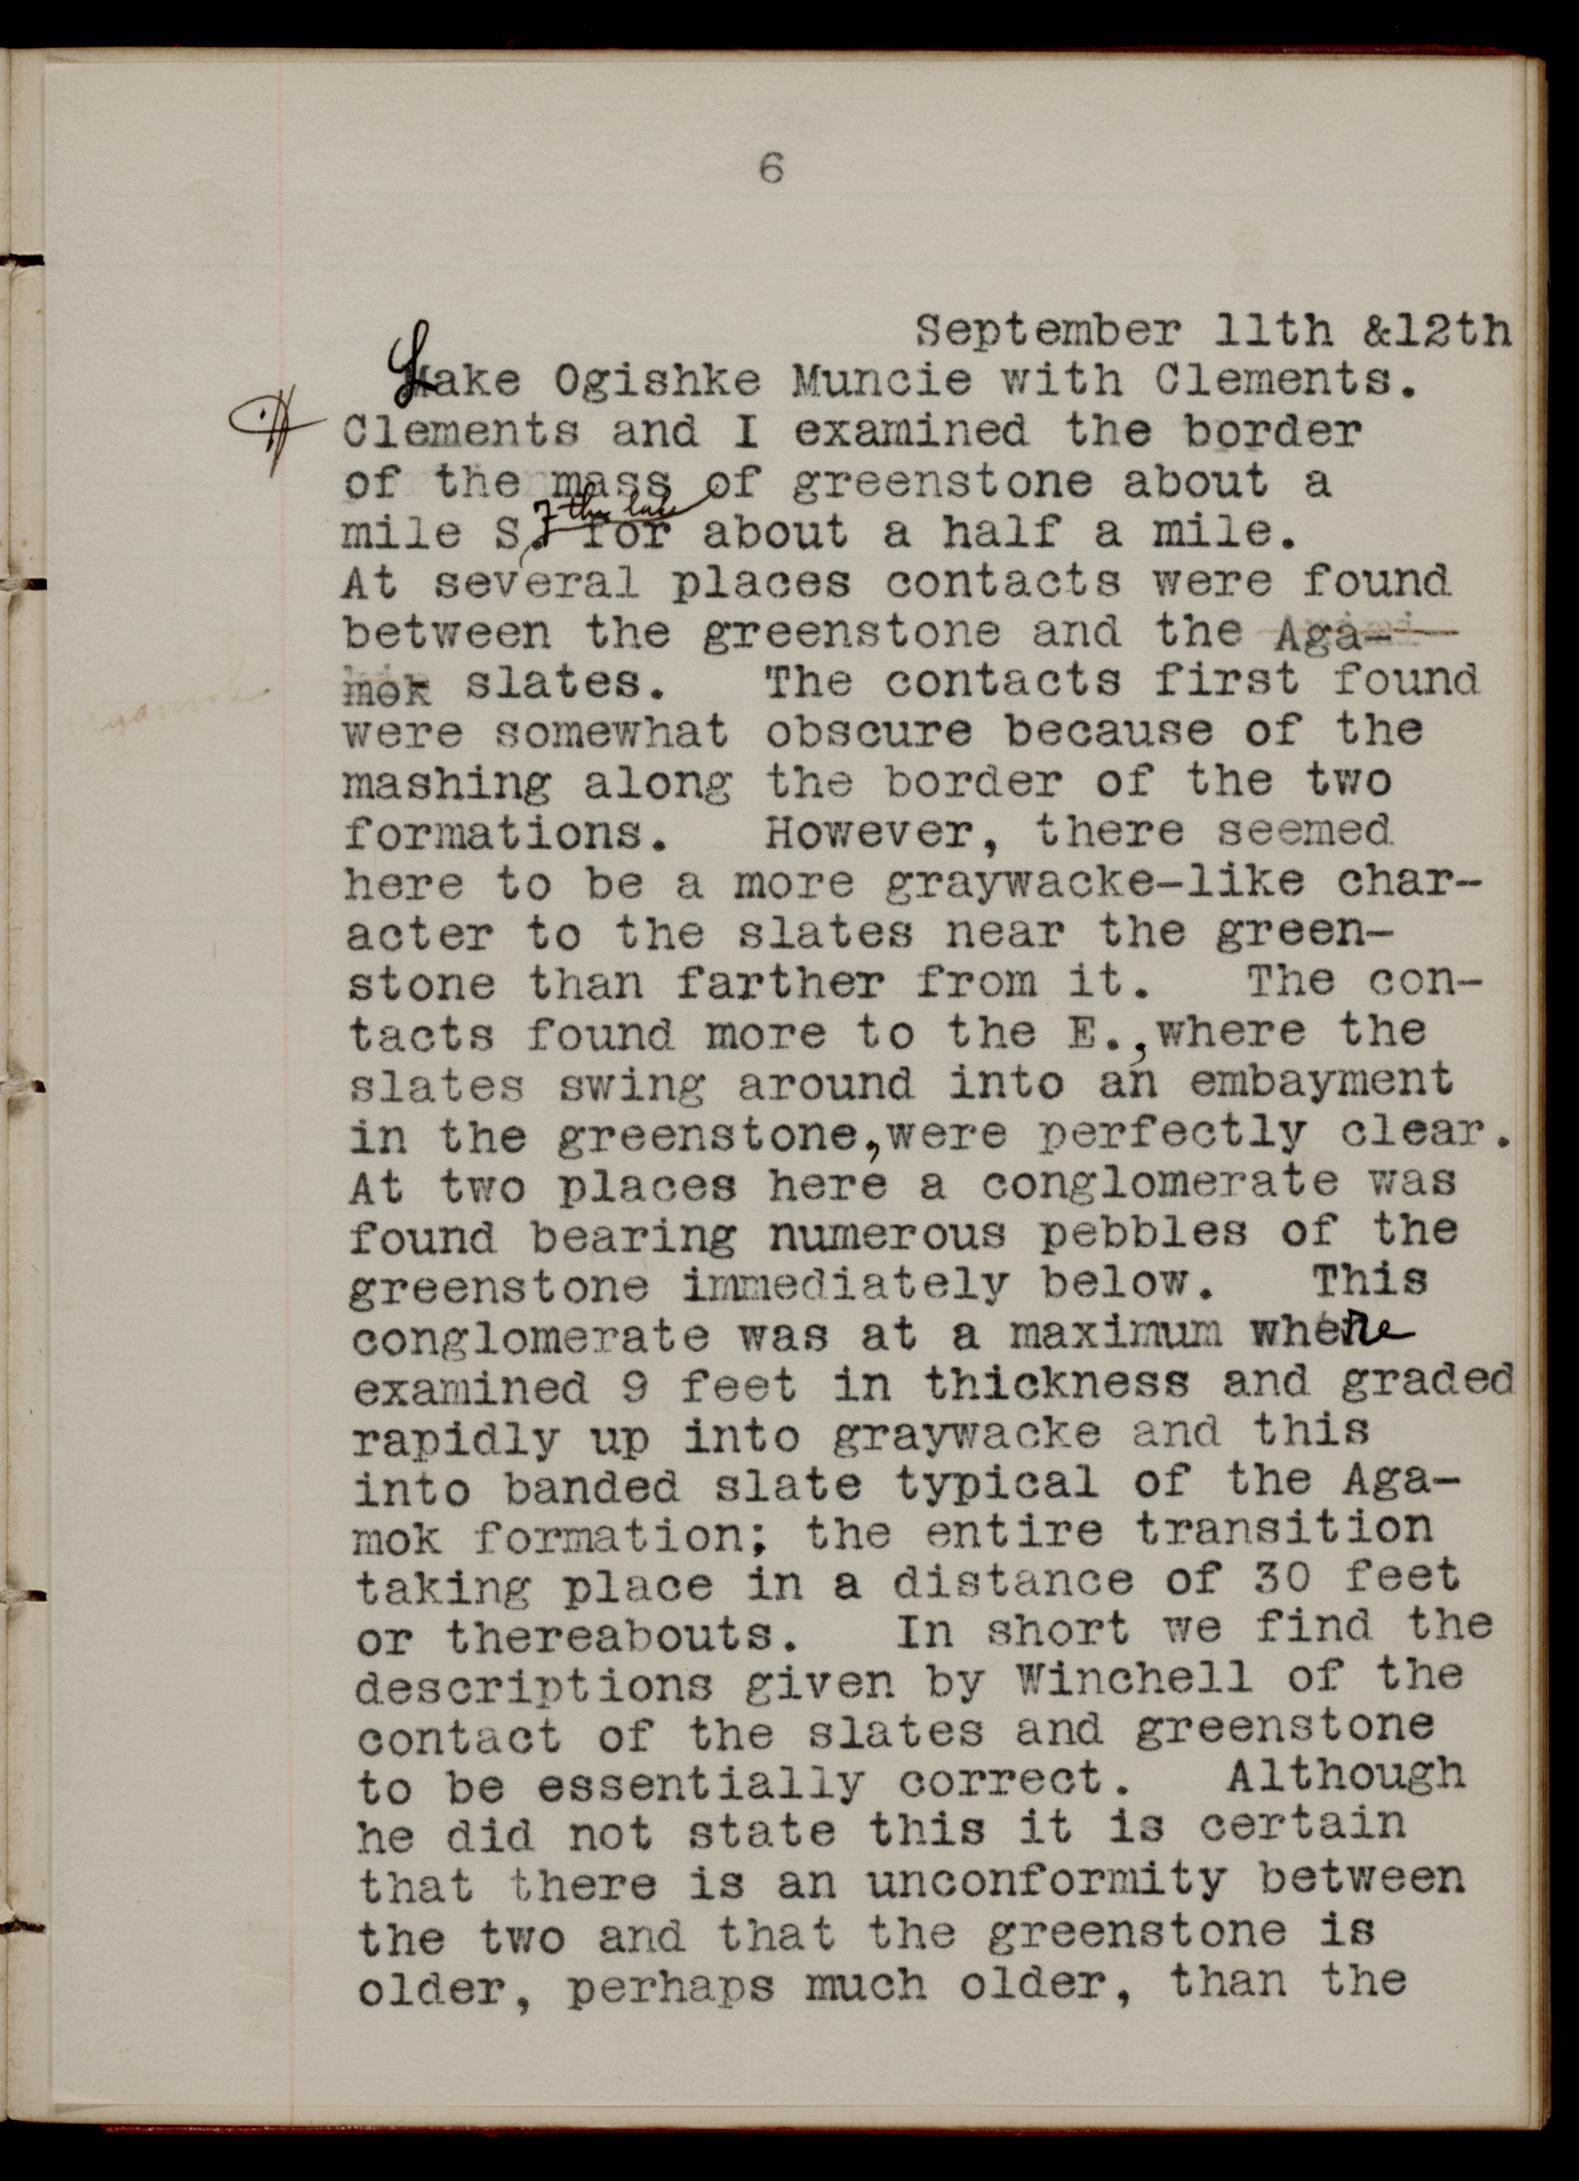 6
September 11th &12th
Lake Ogishke Muncie with Clements.
Clements and I examined the border
of the mass of greenstone about a
of the lake
mile S. for about a half a mile.
At several places contacts were found
between the greenstone and the Aga-
mok slates. The contacts first found
were somewhat obscure because of the
mashing along the border of the two
formations. However, there seemed
here to be a more graywacke-like char-
acter to the slates near the green-
stone than farther from it. The con-
tacts found more to the E., where the
slates swing around into an embayment
in the greenstone, were perfectly clear.
At two places here a conglomerate was
found bearing numerous pebbles of the
greenstone immediately below. This
conglomerate was at a maximum where
examined 9 feet in thickness and graded
rapidly up into graywacke and this
into banded slate typical of the Aga-
mok formation; the entire transition
taking place in a distance of 30 feet
or thereabouts. In short we find the
descriptions given by Winchell of the
contact of the slates and greenstone
to be essentially correct. Although
he did not state this it is certain
that there is an unconformity between
the two and that the greenstone is
older, perhaps much older, than the